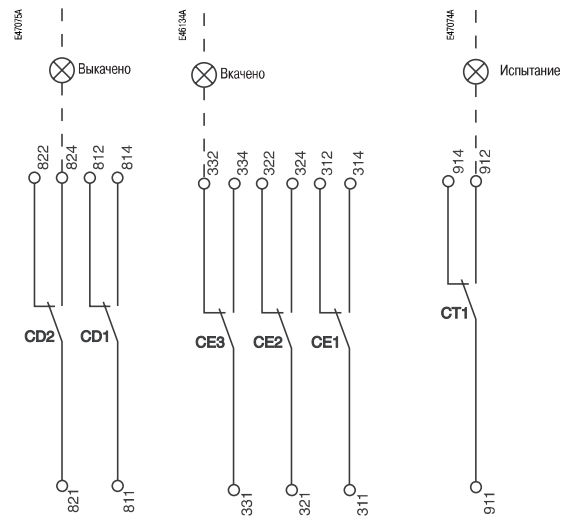 E47075A
E46134A
E47074A
Выкачено
Вкачено
Испытание
822
824
812
814
332
334
322
324
312
314
914
912
CD2
CD1
CE3
CE2
CE1
CT1
821
811
331
321
311
911